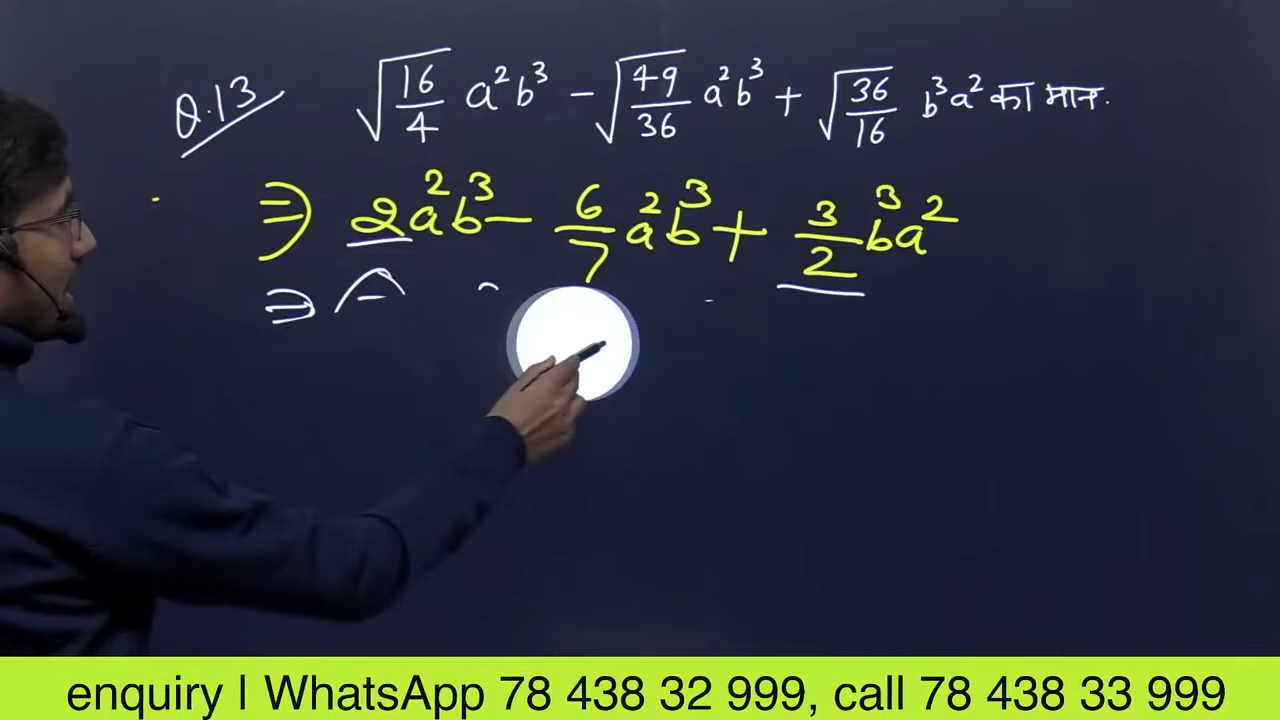 Q.13 √(16/4) a²b³ - √(49/36) a²b³ + √(36/16) b³a² का मान.
⇒ 2a²b³ - 6/7 a²b³ + 3/2 b³a²
⇒
enquiry | WhatsApp 78 438 32 999, call 78 438 33 999